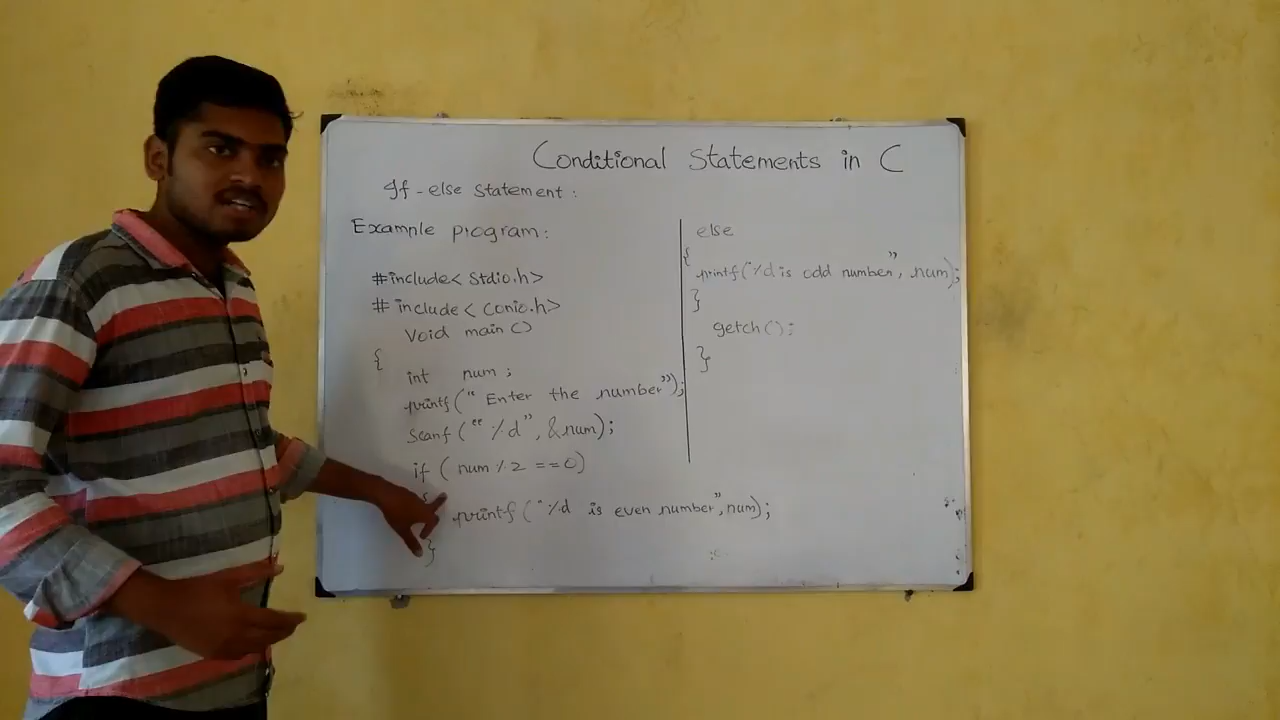 Conditional Statements in C
If - else statement :
Example program :
#include< stdio.h>
# include < conio.h>
Void main ()
{
int num ;
printf (" Enter the number");
Scanf ("%d", &num);
if ( num % 2 ==0)
{
printf ("%d is even number",num);
}
else
{
printf("%d is odd number", num);
}
getch();
}